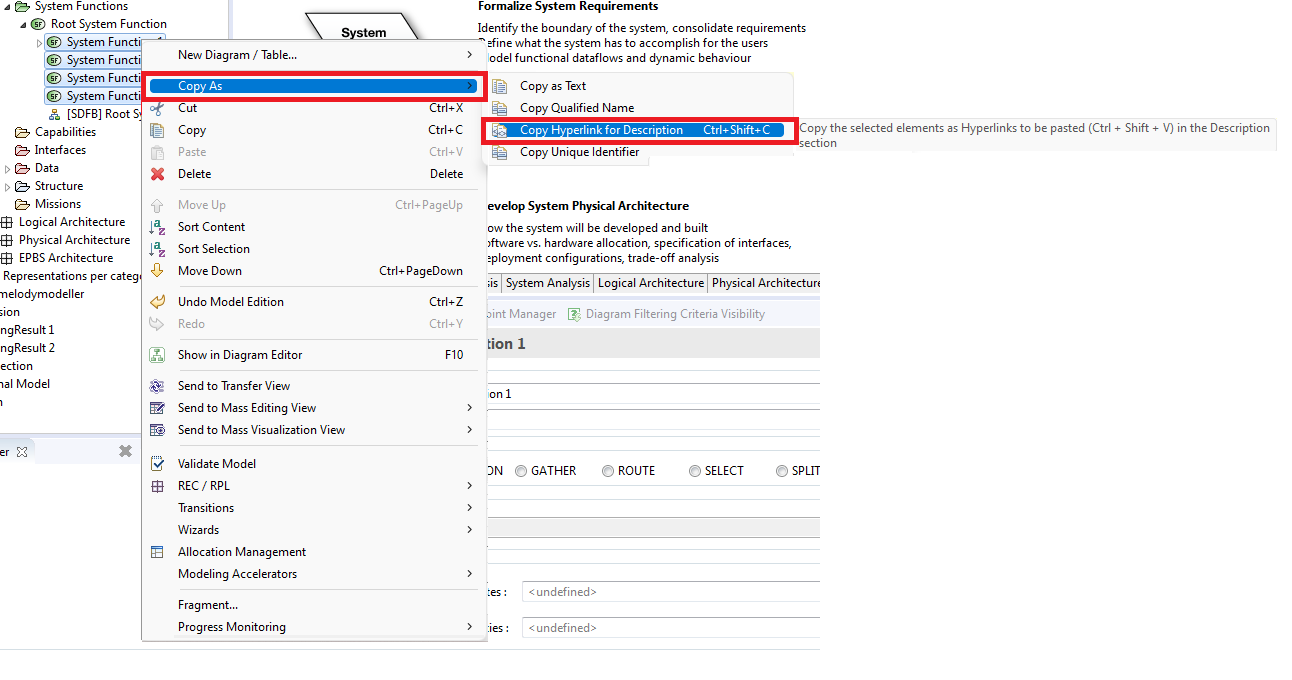 System Functions
Root System Function
System Functi
System Functi
System Functi
System Functi
[SDFB] Root Sy
Capabilities
Interfaces
Data
Structure
Missions
Logical Architecture
Physical Architecture
EPBS Architecture
Representations per catego
melodymodeller
sion
ngResult 1
ngResult 2
ection
nal Model
n
er
System
Formalize System Requirements
Identify the boundary of the system, consolidate requirements
Define what the system has to accomplish for the users
Model functional dataflows and dynamic behaviour
New Diagram / Table...
Copy As
Cut Ctrl+X
Copy Ctrl+C
Paste Ctrl+V
Delete Delete
Move Up Ctrl+PageUp
Sort Content
Sort Selection
Move Down Ctrl+PageDown
Undo Model Edition Ctrl+Z
Redo Ctrl+Y
Show in Diagram Editor F10
Send to Transfer View
Send to Mass Editing View
Send to Mass Visualization View
Validate Model
REC / RPL
Transitions
Wizards
Allocation Management
Modeling Accelerators
Fragment...
Progress Monitoring
Copy as Text
Copy Qualified Name
Copy Hyperlink for Description Ctrl+Shift+C
Copy Unique Identifier
Copy the selected elements as Hyperlinks to be pasted (Ctrl + Shift + V) in the Description
section
evelop System Physical Architecture
ow the system will be developed and built
oftware vs. hardware allocation, specification of interfaces,
eployment configurations, trade-off analysis
sis System Analysis Logical Architecture Physical Architecture
oint Manager Diagram Filtering Criteria Visibility
tion 1
ion 1
ON GATHER ROUTE SELECT SPLIT
tes : <undefined>
ies : <undefined>